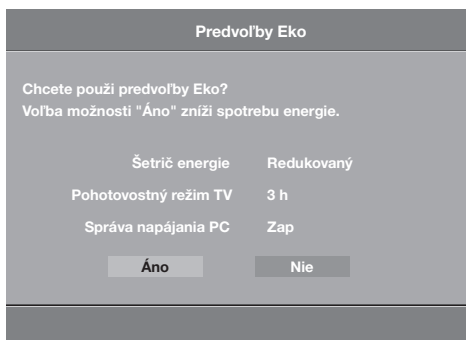 Predvoľby Eko
Chcete použi predvoľby Eko?
Voľba možnosti "Áno" zníži spotrebu energie.
Šetrič energie Redukovaný
Pohotovostný režim TV 3 h
Správa napájania PC Zap
Áno Nie